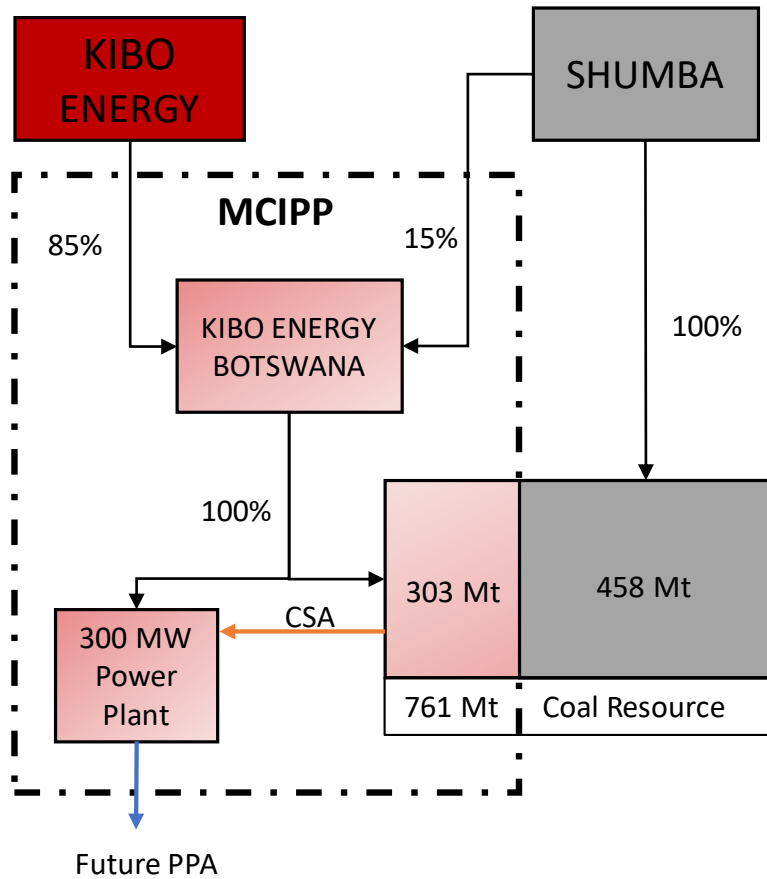 KIBO
ENERGY
SHUMBA
MCIPP
85%
15%
KIBO ENERGY
BOTSWANA
100%
100%
303 Mt
458 Mt
CSA
300 MW
Power
Plant
761 Mt
Coal Resource
Future PPA